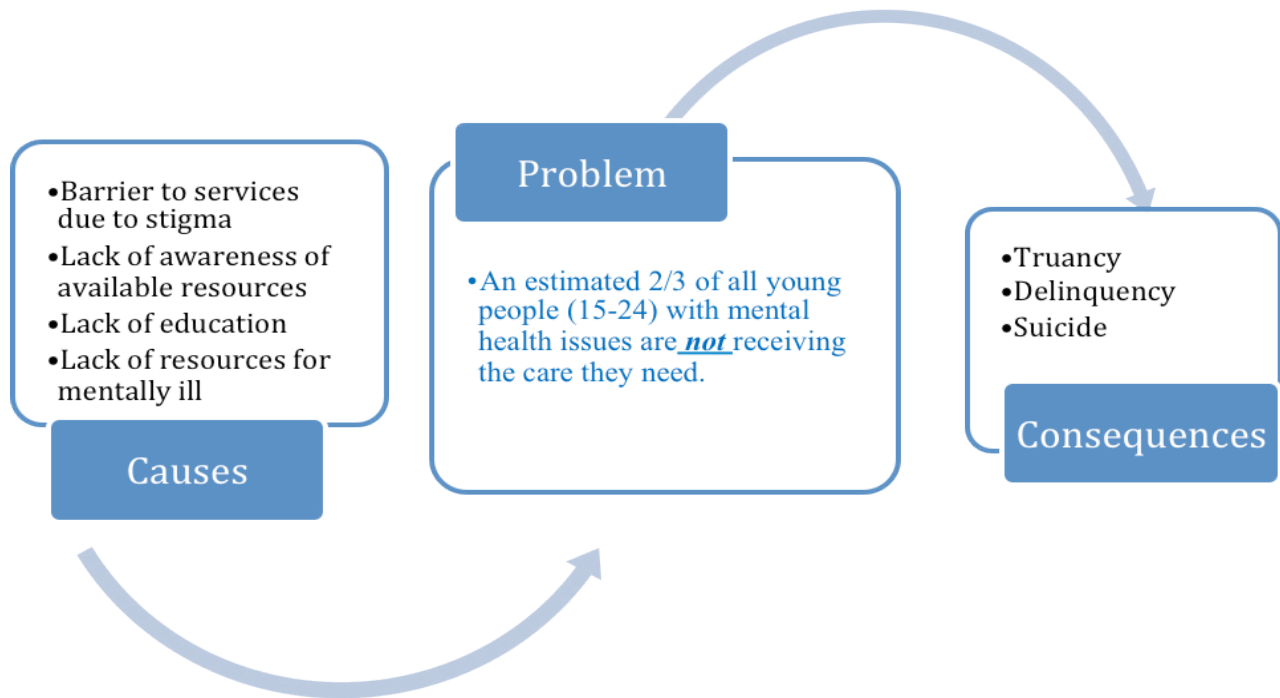 •Barrier to services
due to stigma
•Lack of awareness of
available resources
•Lack of education
•Lack of resources for
mentally ill
Causes
Problem
•An estimated 2/3 of all young
people (15-24) with mental
health issues are not receiving
the care they need.
•Truancy
•Delinquency
•Suicide
Consequences